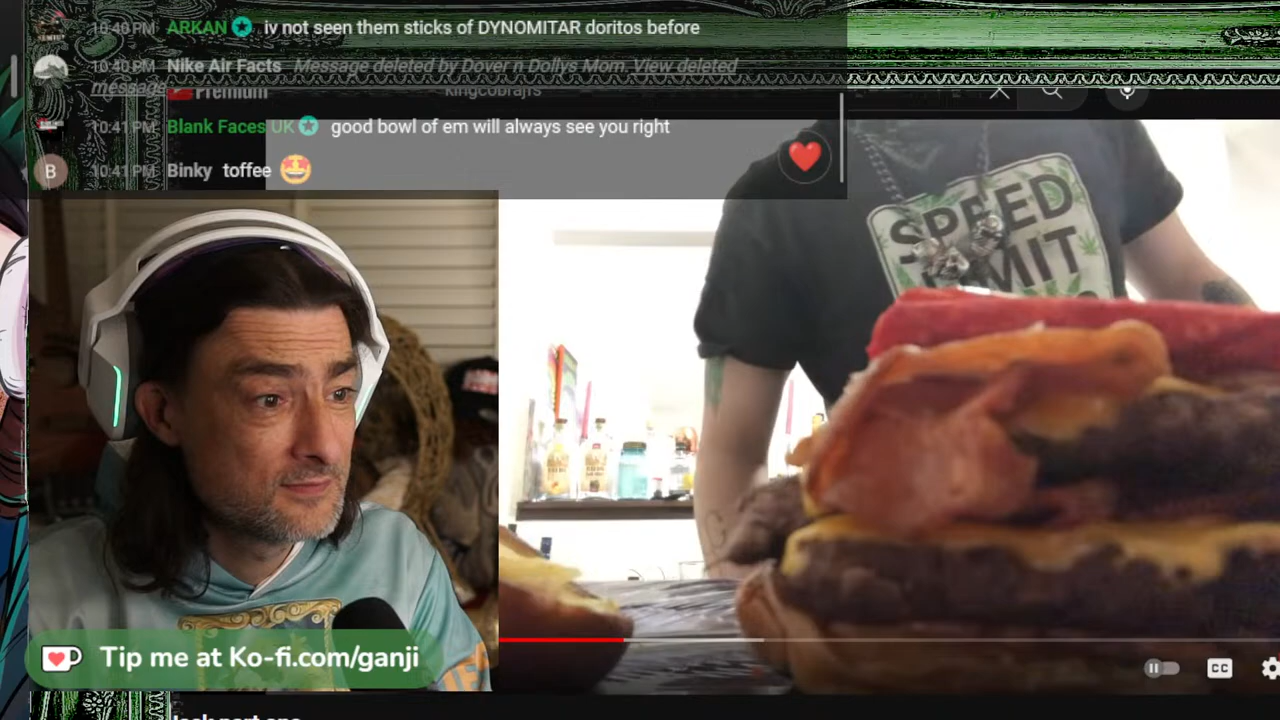 10:40 PM ARKAN iv not seen them sticks of DYNOMITAR doritos before
10:40 PM Nike Air Facts Message deleted by Dover n Dollys Mom. View deleted message
Premium kingcobrajfs
10:41 PM Blank Faces UK good bowl of em will always see you right
B 10:41 PM Binky toffee
SPEED
LIMIT
Tip me at Ko-fi.com/ganji
CC